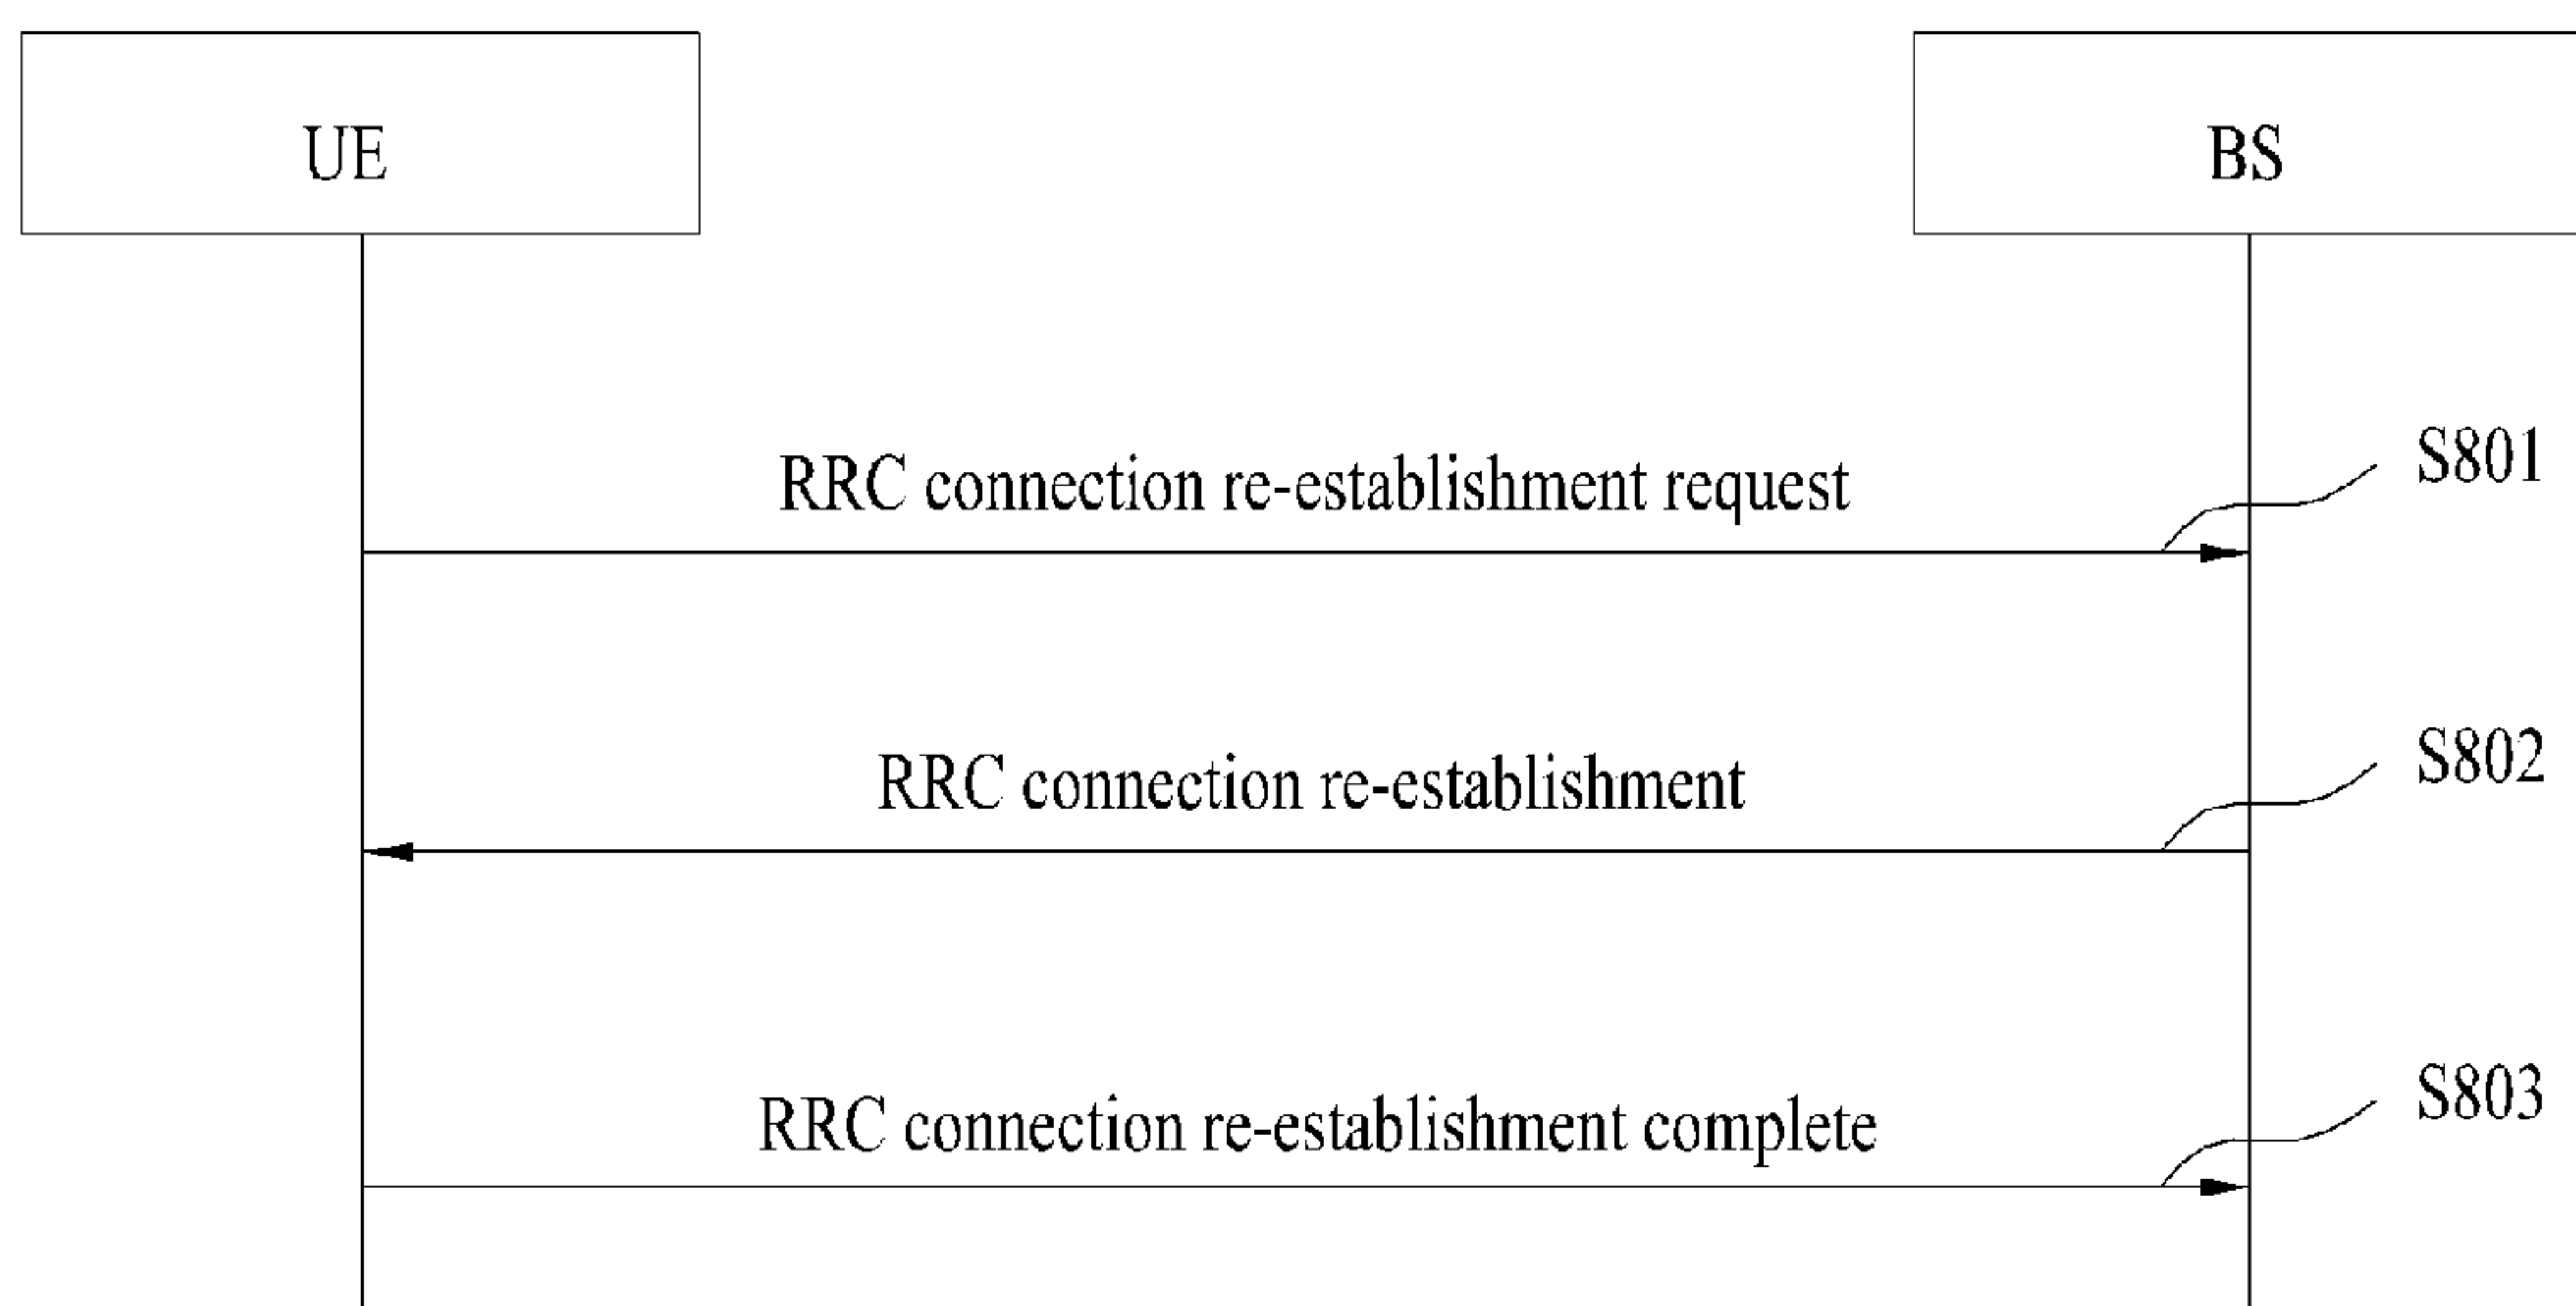 UE
BS
RRC connection re-establishment request
S801
RRC connection re-establishment
S802
RRC connection re-establishment complete
S803